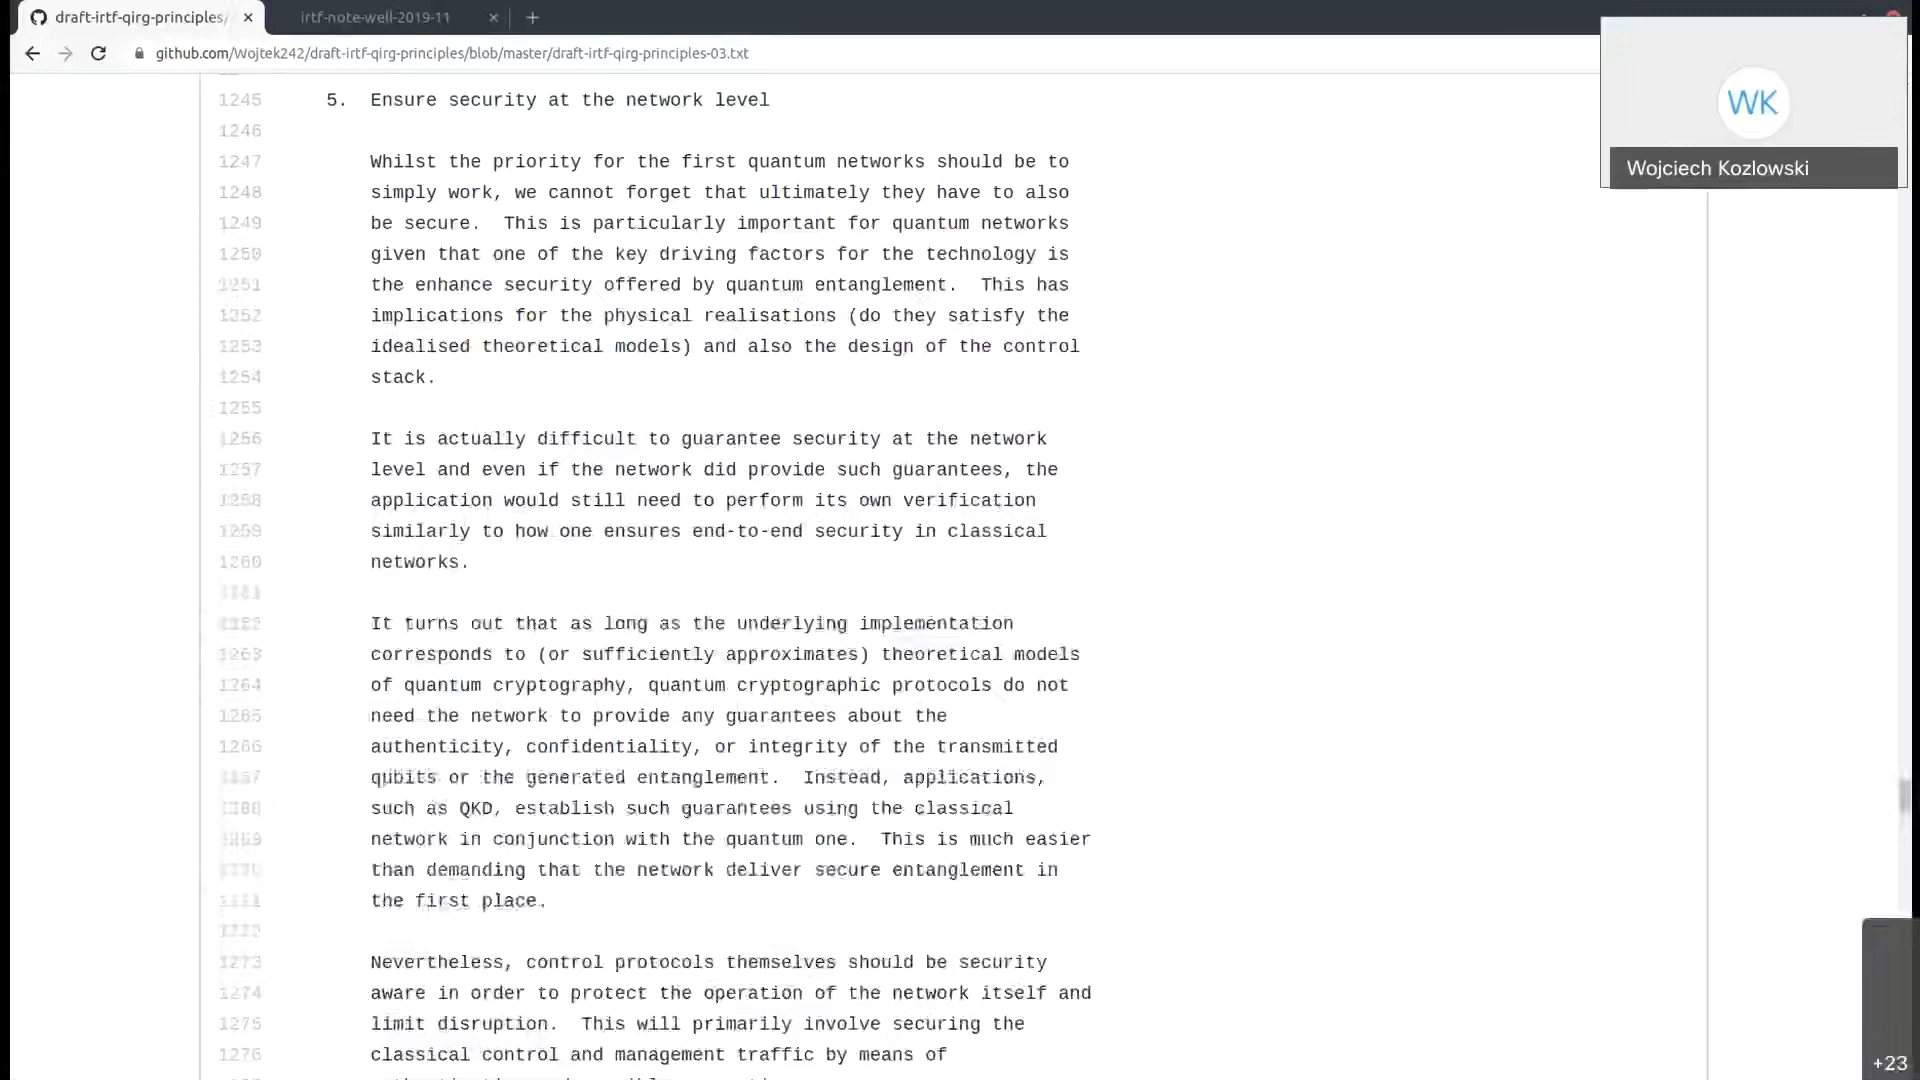 draft-irtf-qirg-principles/
irtf-note-well-2019-11
github.com/Wojtek242/draft-irtf-qirg-principles/blob/master/draft-irtf-qirg-principles-03.txt
WK
Wojciech Kozlowski
1245 5. Ensure security at the network level
1246
1247 Whilst the priority for the first quantum networks should be to
1248 simply work, we cannot forget that ultimately they have to also
1249 be secure. This is particularly important for quantum networks
1250 given that one of the key driving factors for the technology is
1251 the enhance security offered by quantum entanglement. This has
1252 implications for the physical realisations (do they satisfy the
1253 idealised theoretical models) and also the design of the control
1254 stack.
1255
1256 It is actually difficult to guarantee security at the network
1257 level and even if the network did provide such guarantees, the
1258 application would still need to perform its own verification
1259 similarly to how one ensures end-to-end security in classical
1260 networks.
It turns out that as long as the underlying implementation
1263 corresponds to (or sufficiently approximates) theoretical models
1264 of quantum cryptography, quantum cryptographic protocols do not
1265 need the network to provide any guarantees about the
1266 authenticity, confidentiality, or integrity of the transmitted
qubits or the generated entanglement. Instead, applications,
such as QKD, establish such guarantees using the classical
network in conjunction with the quantum one. This is much easier
than demanding that the network deliver secure entanglement in
the first place.
1273 Nevertheless, control protocols themselves should be security
1274 aware in order to protect the operation of the network itself and
1275 limit disruption. This will primarily involve securing the
1276 classical control and management traffic by means of
+23